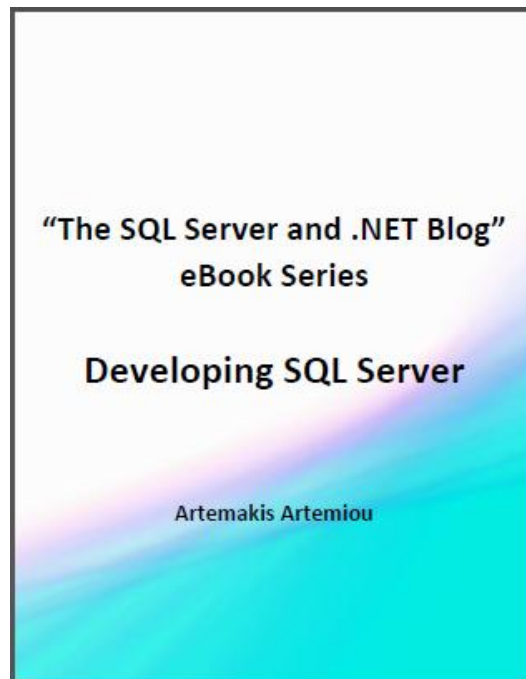 “The SQL Server and .NET Blog”
eBook Series
Developing SQL Server
Artemakis Artemiou